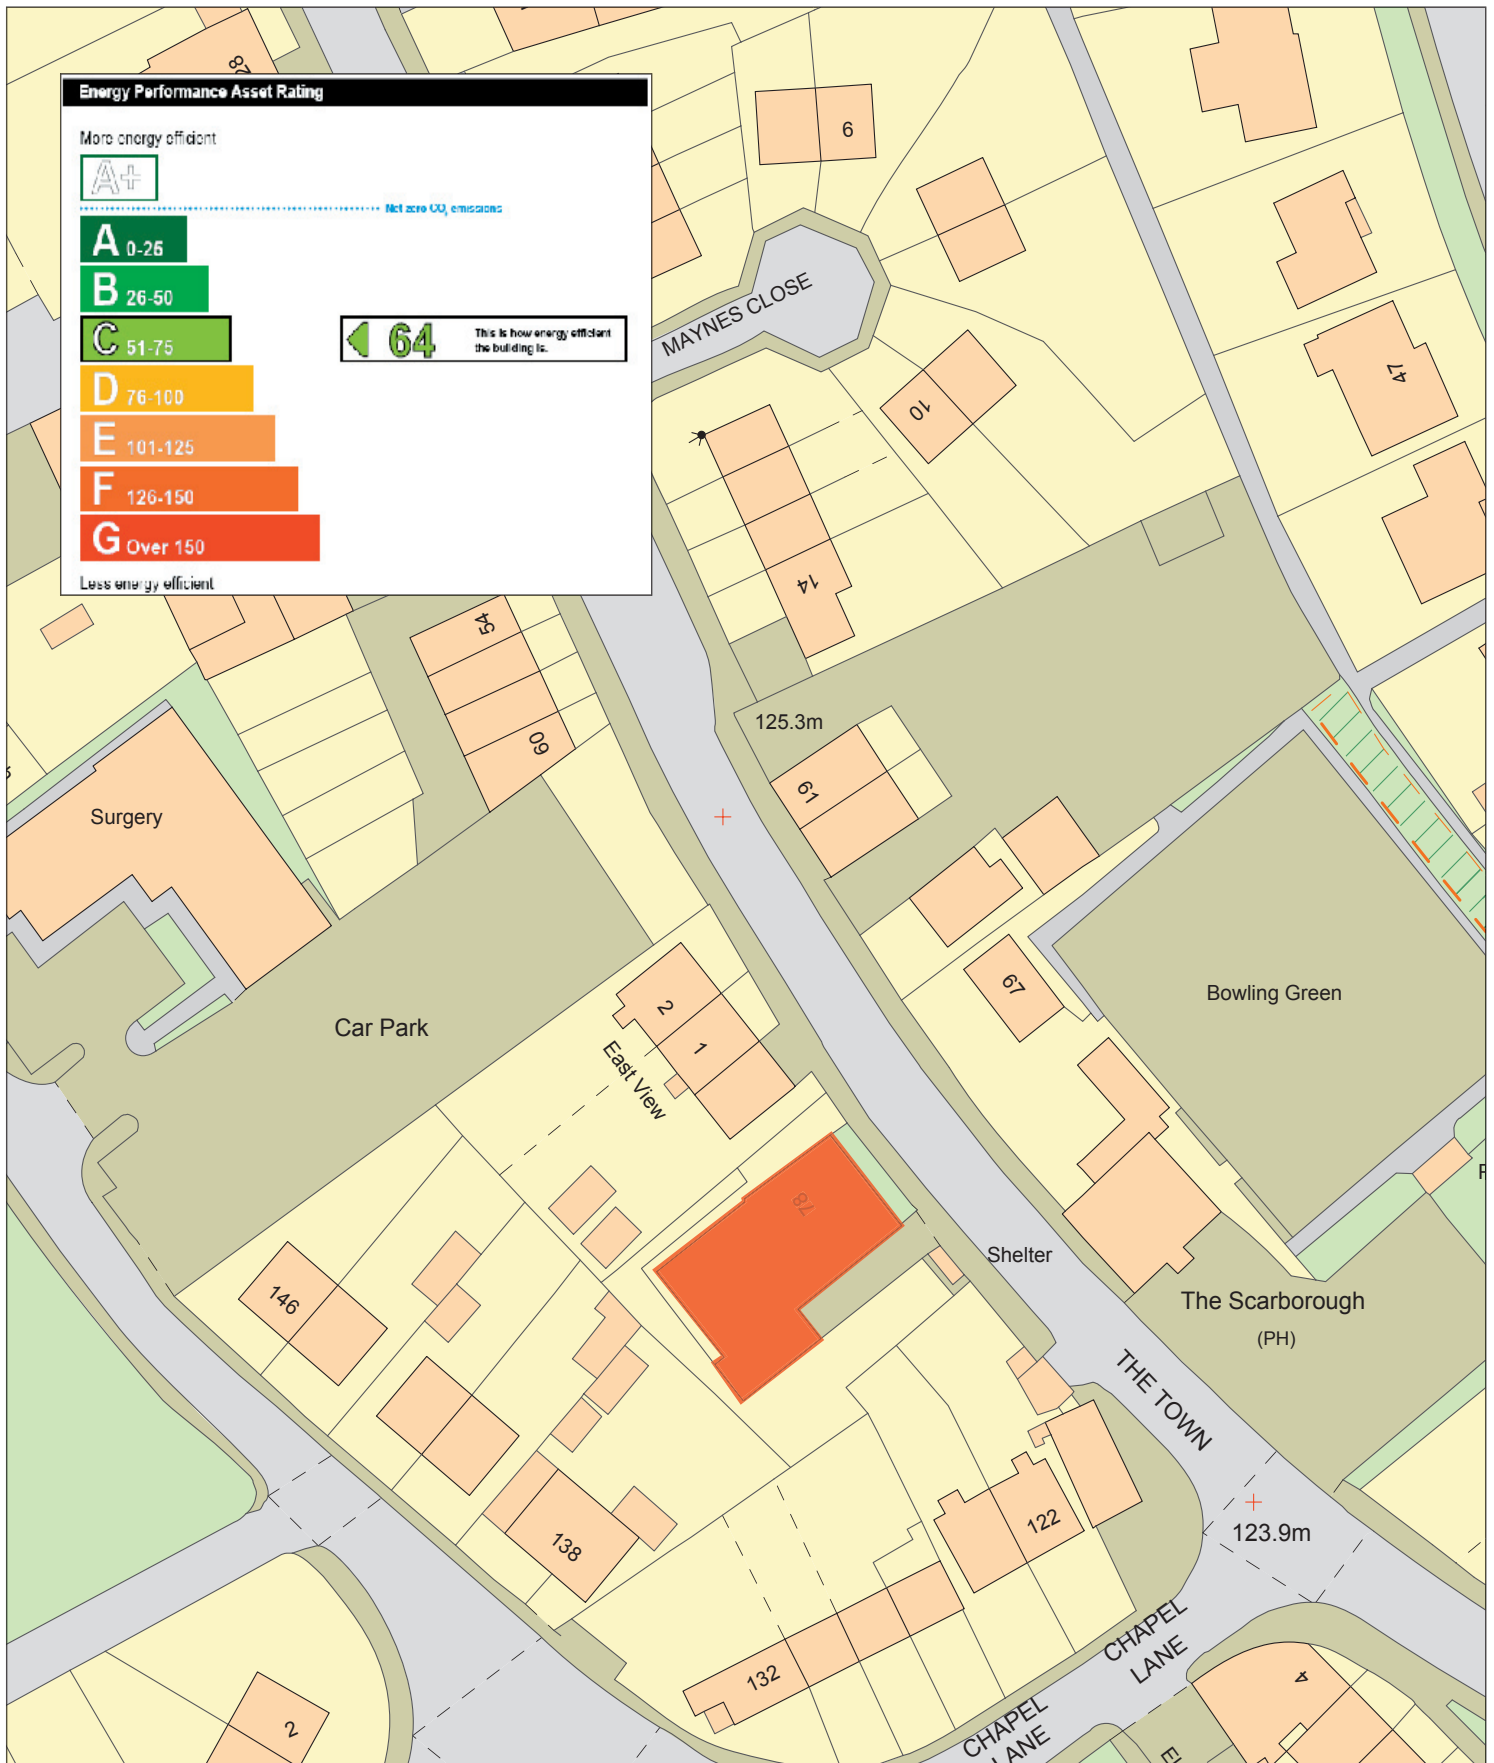 28
Energy Performance Asset Rating
More energy efficient
A+
Net zero CO2 emissions
A 0-25
B 26-50
C 51-75
64
This is how energy efficient
the building is.
D 76-100
E 101-125
F 126-150
G Over 150
Less energy efficient
6
MAYNES CLOSE
47
10
14
54
60
125.3m
61
Surgery
67
Bowling Green
Car Park
2
1
East View
78
Shelter
The Scarborough
(PH)
146
THE TOWN
138
122
123.9m
132
CHAPEL
LANE
CHAPEL
LANE
2
4